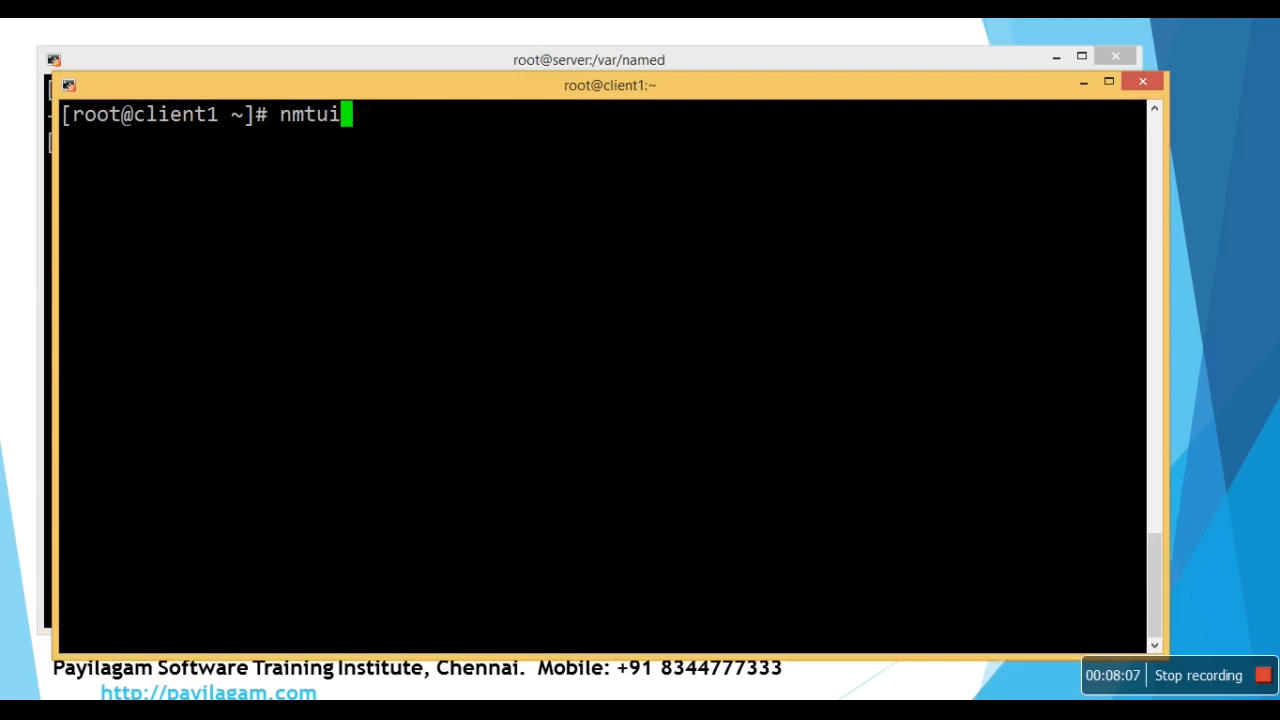 root@server:/var/named
root@client1:~
[root@client1 ~]# nmtui
Payilagam Software Training Institute, Chennai. Mobile: +91 8344777333
http://payilagam.com
00:08:07 Stop recording